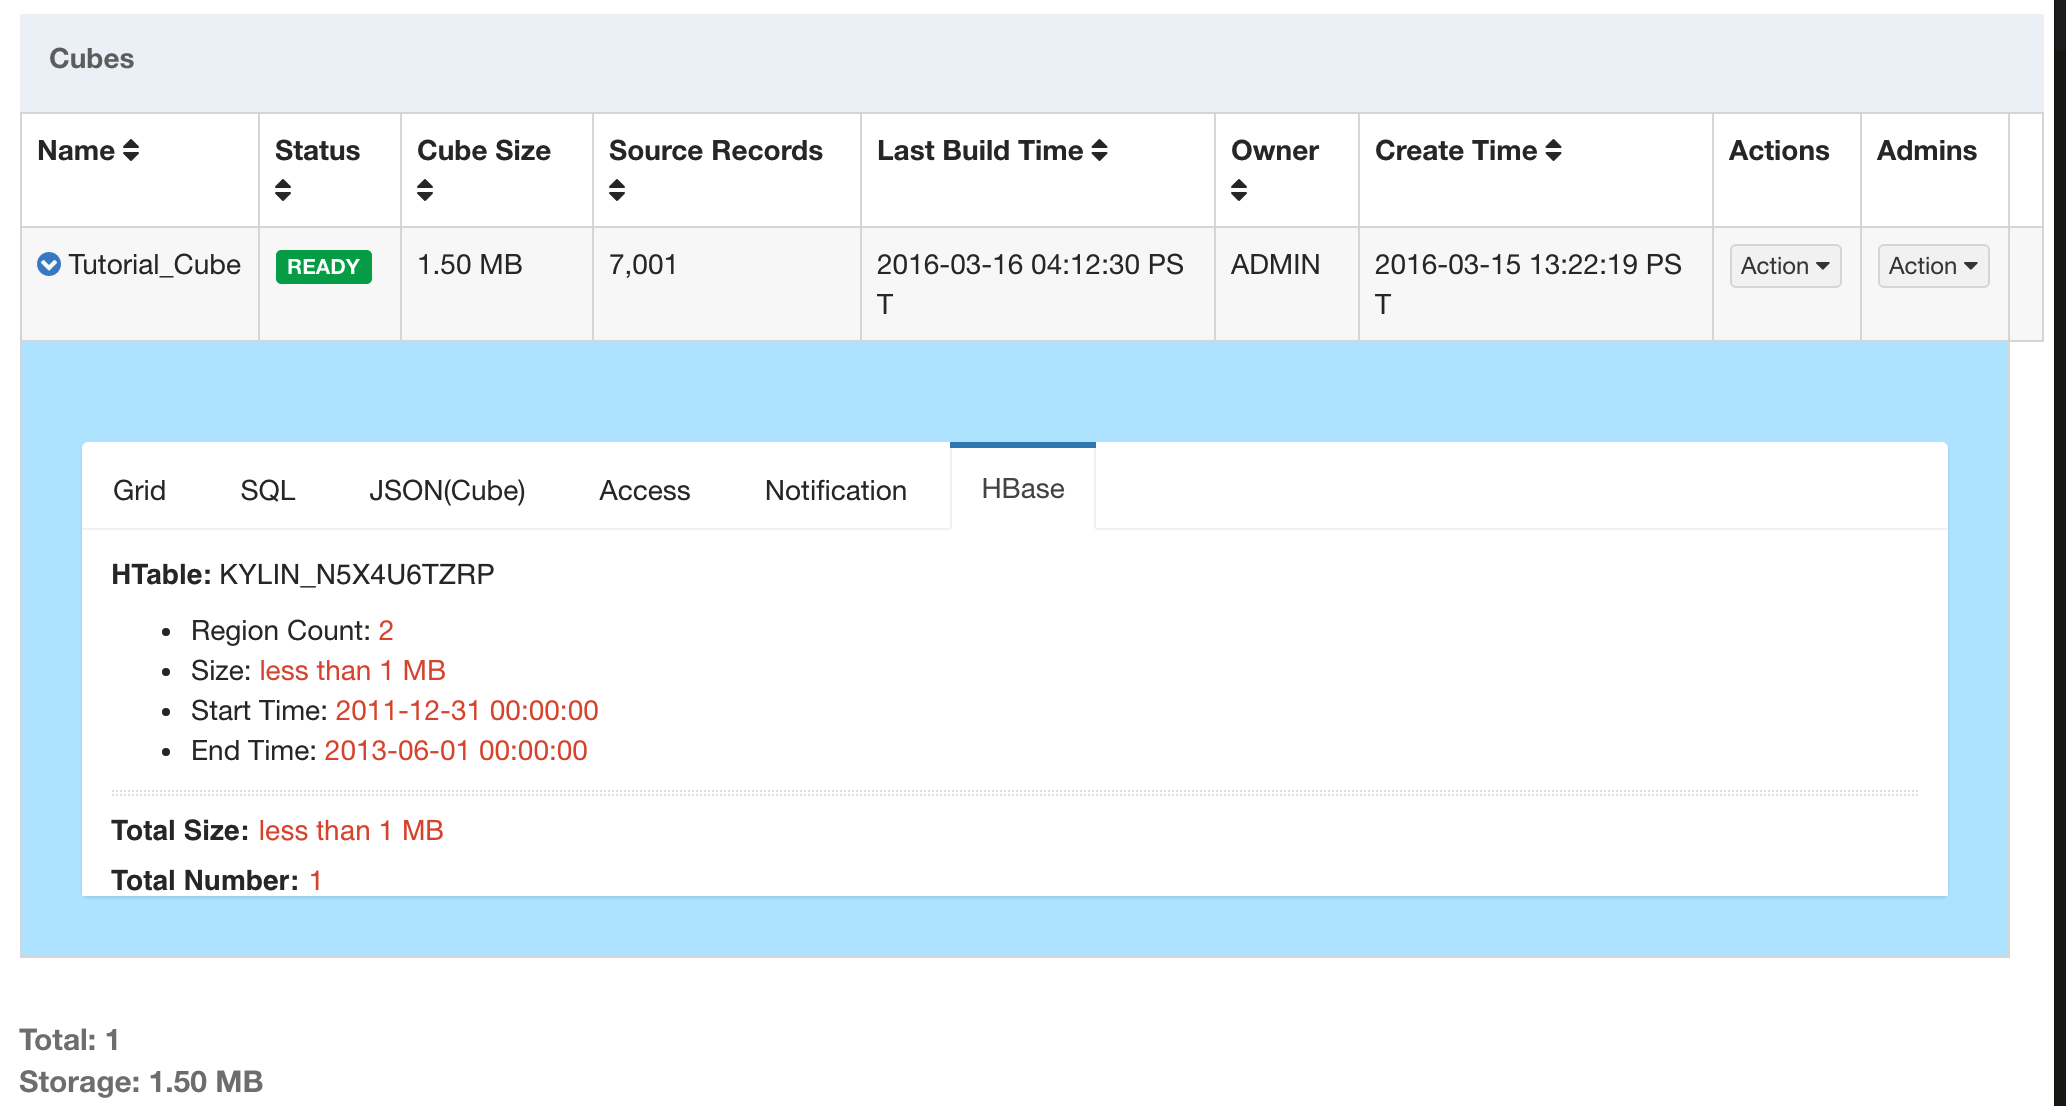 Cubes
Name Status Cube Size Source Records Last Build Time Owner Create Time Actions Admins
Tutorial_Cube READY 1.50 MB 7,001 2016-03-16 04:12:30 PS ADMIN 2016-03-15 13:22:19 PS Action Action
T T
Grid SQL JSON(Cube) Access Notification HBase
HTable: KYLIN_N5X4U6TZRP
• Region Count: 2
• Size: less than 1 MB
• Start Time: 2011-12-31 00:00:00
• End Time: 2013-06-01 00:00:00
Total Size: less than 1 MB
Total Number: 1
Total: 1
Storage: 1.50 MB